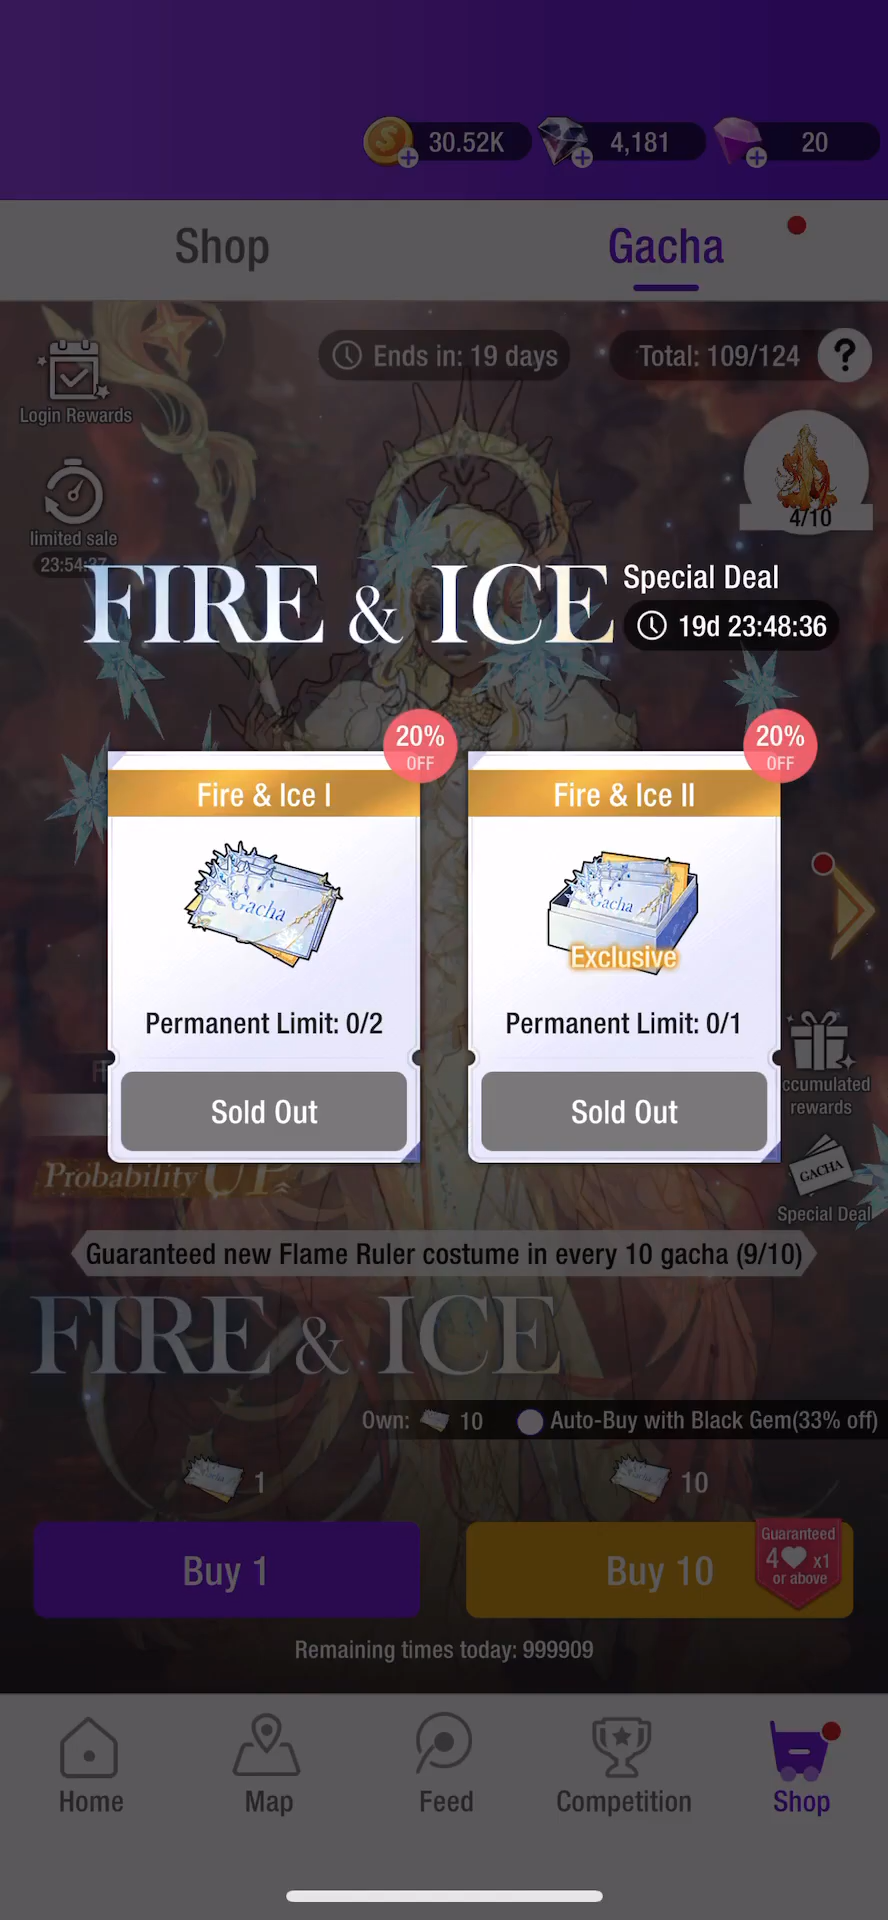 30.52K
4,181
20
Shop
Gacha
Login Rewards
Ends in: 19 days
Total: 109/124
?
4/10
limited sale
23:54:37
FIRE & ICE
Special Deal
19d 23:48:36
20%
OFF
20%
OFF
Fire & Ice I
Fire & Ice II
Gacha
Gacha
Exclusive
Permanent Limit: 0/2
Permanent Limit: 0/1
Sold Out
Sold Out
ccumulated
rewards
GACHA
Special Deal
Probability UP
Guaranteed new Flame Ruler costume in every 10 gacha (9/10)
FIRE & ICE
Own: 10
Auto-Buy with Black Gem(33% off)
1
10
Buy 1
Buy 10
Guaranteed
4 x1
or above
Remaining times today: 999909
Home
Map
Feed
Competition
Shop